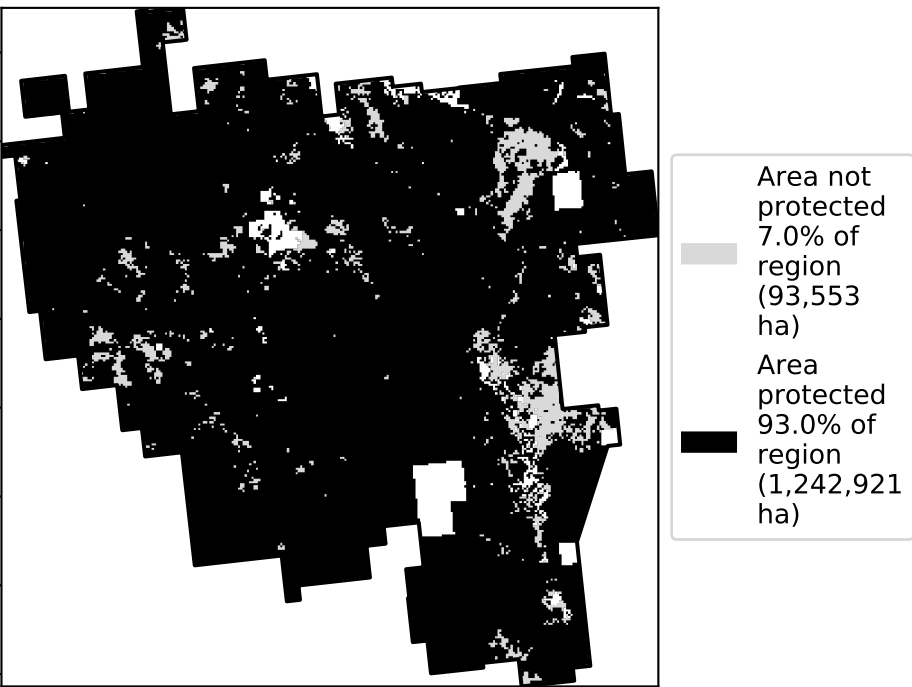 Area not
protected
7.0% of
region
(93,553
ha)
Area
protected
93.0% of
region
(1,242,921
ha)